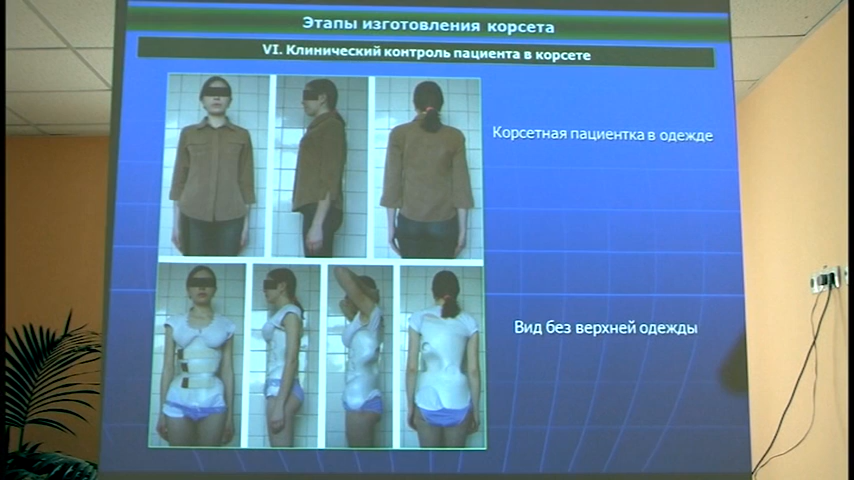 Этапы изготовления корсета
VI. Клинический контроль пациента в корсете
Корсетная пациентка в одежде
Вид без верхней одежды